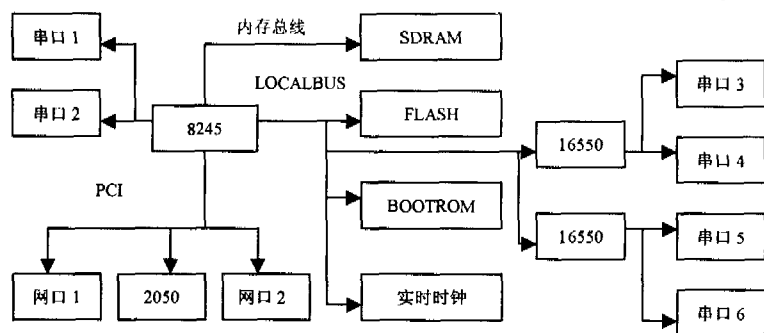 串口 1
内存总线
SDRAM
串口 2
LOCALBUS
8245
FLASH
16550
串口 3
串口 4
PCI
BOOTROM
16550
串口 5
网口 1
2050
网口 2
实时时钟
串口 6